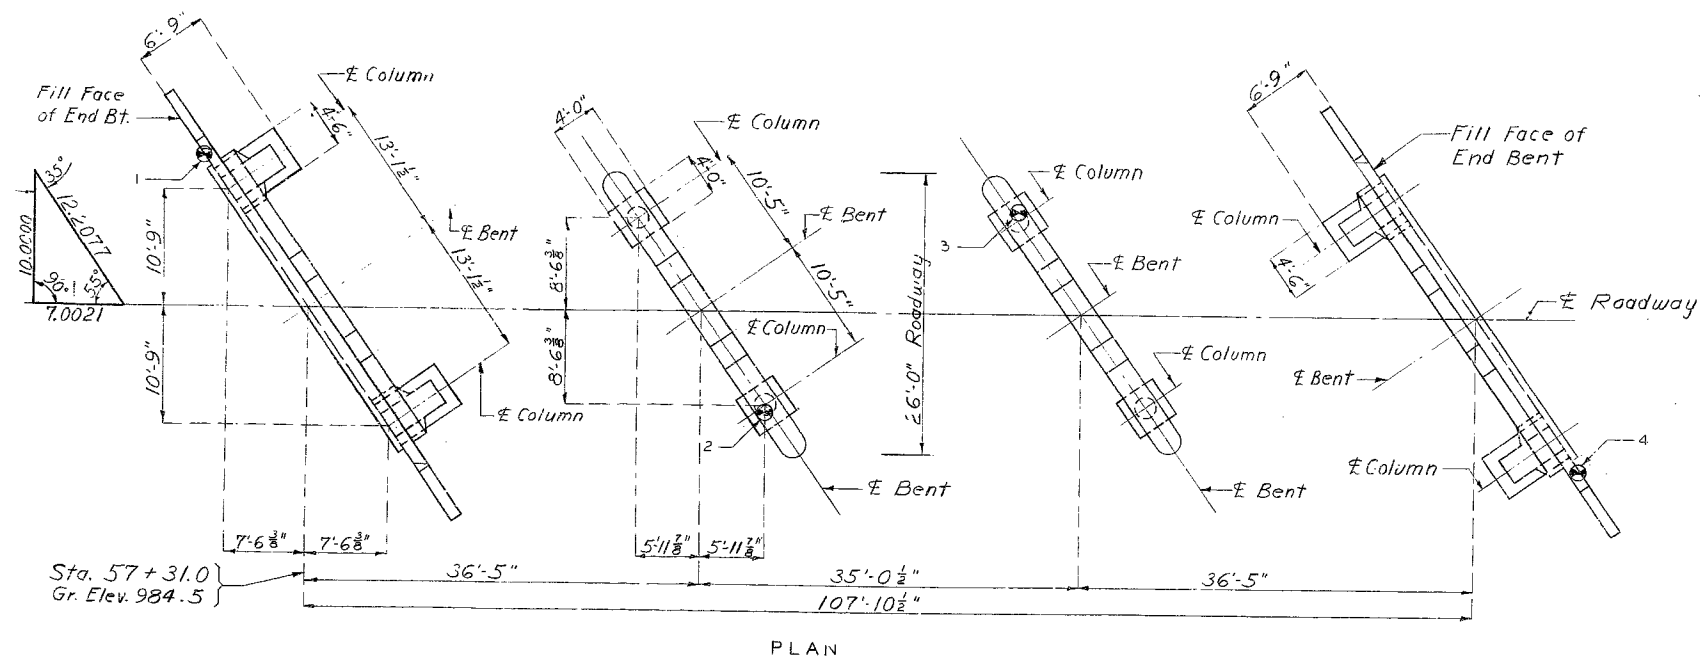 6'-9"
℄ Column
Fill Face
of End Bt.
4'-6"
13'-1½"
13'-1½"
1
35°
12.2077
10.0000
90°
55°
7.0021
10'-9"
10'-9"
℄ Bent
℄ Column
7'-6⅜"
7'-6⅜"
Sta. 57 + 31.0
Gr. Elev. 984.5
4'-0"
℄ Column
4'-0"
10'-5"
℄ Bent
10'-5"
8'-6⅜"
8'-6⅜"
℄ Column
2
℄ Bent
5'-11⅞"
5'-11⅞"
26'-0" Roadway
℄ Column
3
℄ Bent
℄ Column
℄ Bent
6'-9"
Fill Face of
End Bent
℄ Column
4'-6"
℄ Roadway
℄ Bent
℄ Column
4
36'-5"
35'-0½"
36'-5"
107'-10½"
PLAN